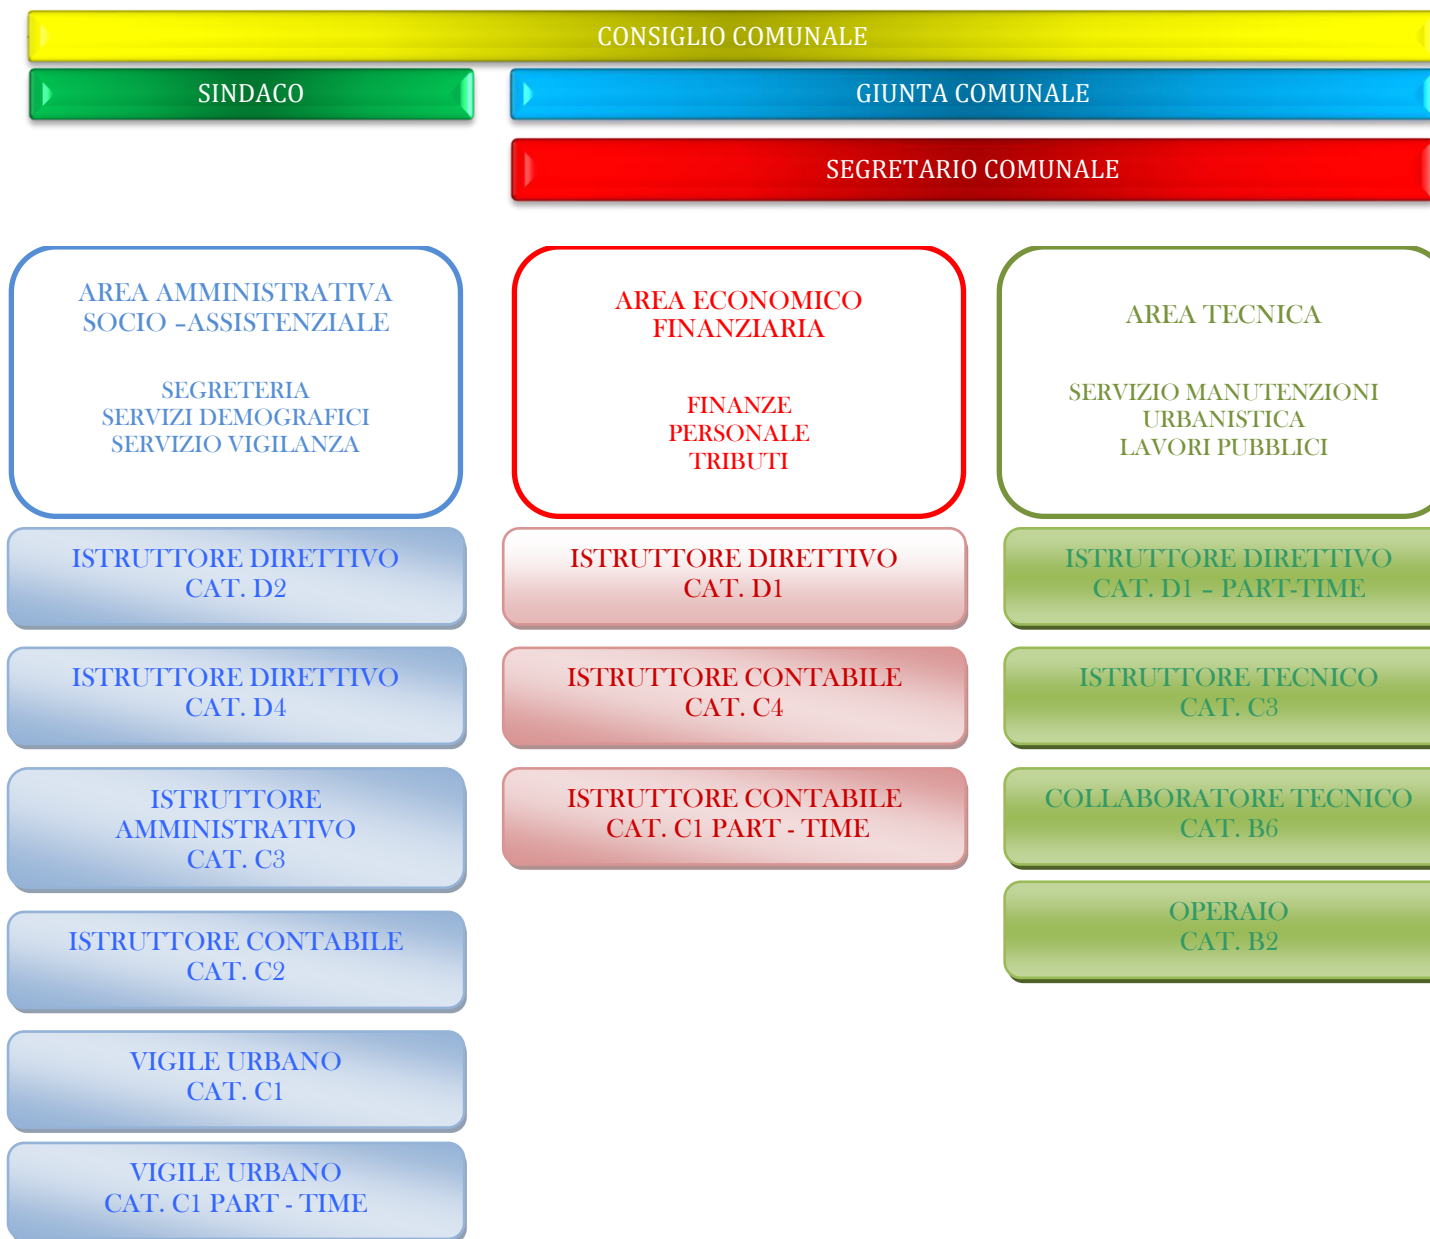 CONSIGLIO COMUNALE
SINDACO
GIUNTA COMUNALE
SEGRETARIO COMUNALE
AREA AMMINISTRATIVA
SOCIO –ASSISTENZIALE
SEGRETERIA
SERVIZI DEMOGRAFICI
SERVIZIO VIGILANZA
ISTRUTTORE DIRETTIVO
CAT. D2
ISTRUTTORE DIRETTIVO
CAT. D4
ISTRUTTORE
AMMINISTRATIVO
CAT. C3
ISTRUTTORE CONTABILE
CAT. C2
VIGILE URBANO
CAT. C1
VIGILE URBANO
CAT. C1 PART - TIME
AREA ECONOMICO
FINANZIARIA
FINANZE
PERSONALE
TRIBUTI
ISTRUTTORE DIRETTIVO
CAT. D1
ISTRUTTORE CONTABILE
CAT. C4
ISTRUTTORE CONTABILE
CAT. C1 PART - TIME
AREA TECNICA
SERVIZIO MANUTENZIONI
URBANISTICA
LAVORI PUBBLICI
ISTRUTTORE DIRETTIVO
CAT. D1 – PART-TIME
ISTRUTTORE TECNICO
CAT. C3
COLLABORATORE TECNICO
CAT. B6
OPERAIO
CAT. B2